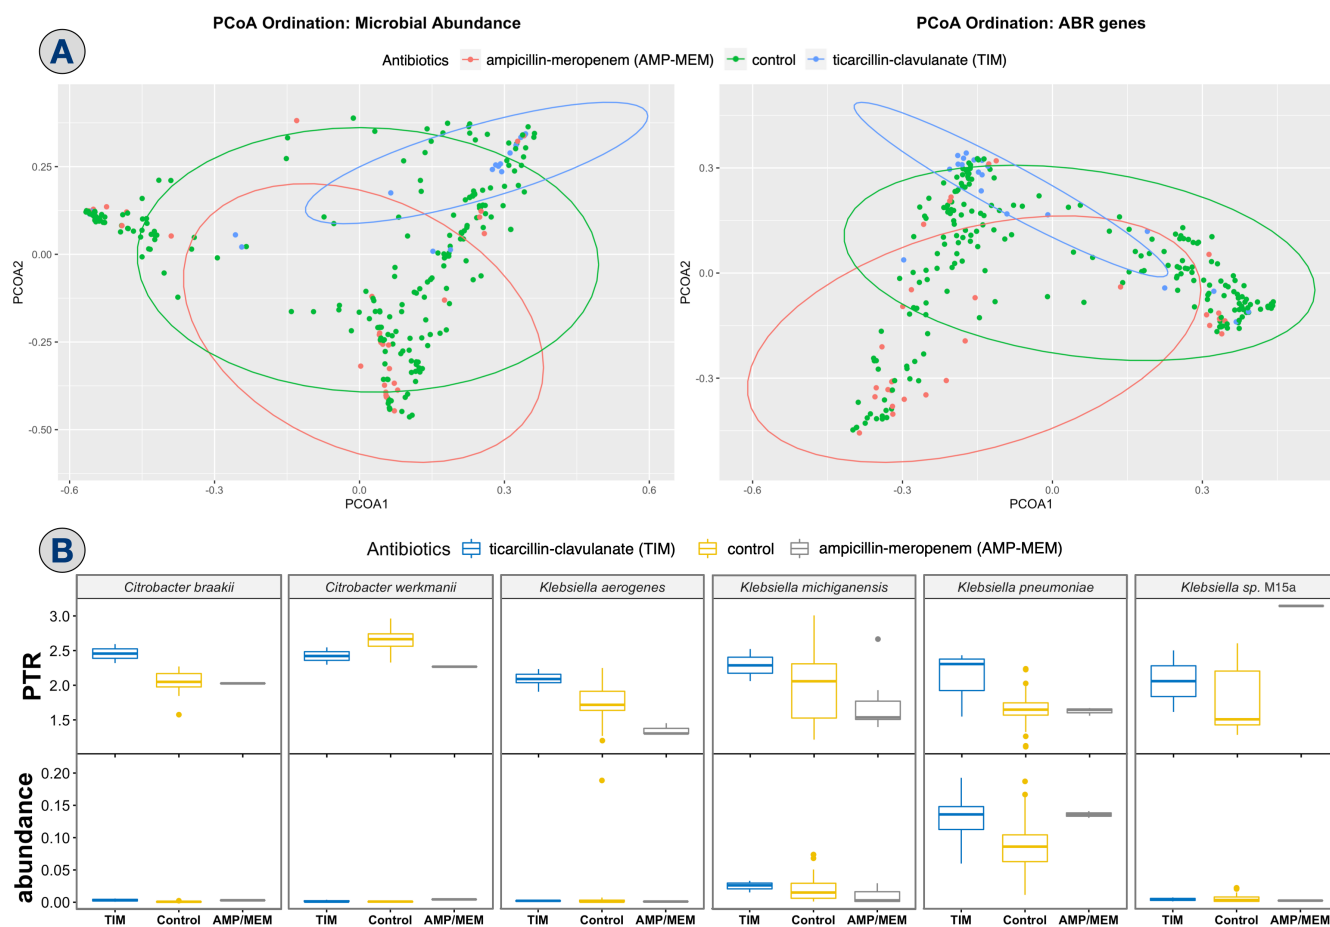 PCoA Ordination: Microbial Abundance
PCoA Ordination: ABR genes
A
Antibiotics ampicillin-meropenem (AMP-MEM) control ticarcillin-clavulanate (TIM)
0.25
0.00
-0.25
-0.50
PCOA2
-0.6 -0.3 0.0 0.3 0.6
PCOA1
0.3
0.0
-0.3
PCOA2
-0.6 -0.3 0.0 0.3
PCOA1
B
Antibiotics ticarcillin-clavulanate (TIM) control ampicillin-meropenem (AMP-MEM)
Citrobacter braakii
Citrobacter werkmanii
Klebsiella aerogenes
Klebsiella michiganensis
Klebsiella pneumoniae
Klebsiella sp. M15a
PTR
3.0
2.5
2.0
1.5
abundance
0.20
0.15
0.10
0.05
0.00
TIM Control AMP/MEM
TIM Control AMP/MEM
TIM Control AMP/MEM
TIM Control AMP/MEM
TIM Control AMP/MEM
TIM Control AMP/MEM